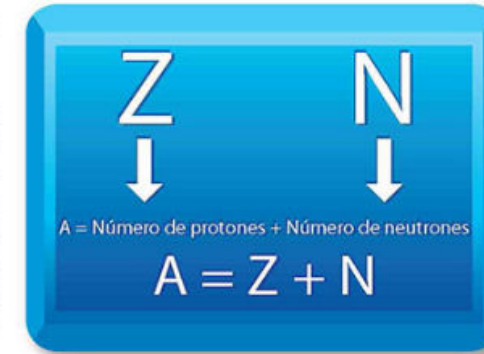 Z N
A = Número de protones + Número de neutrones
A = Z + N